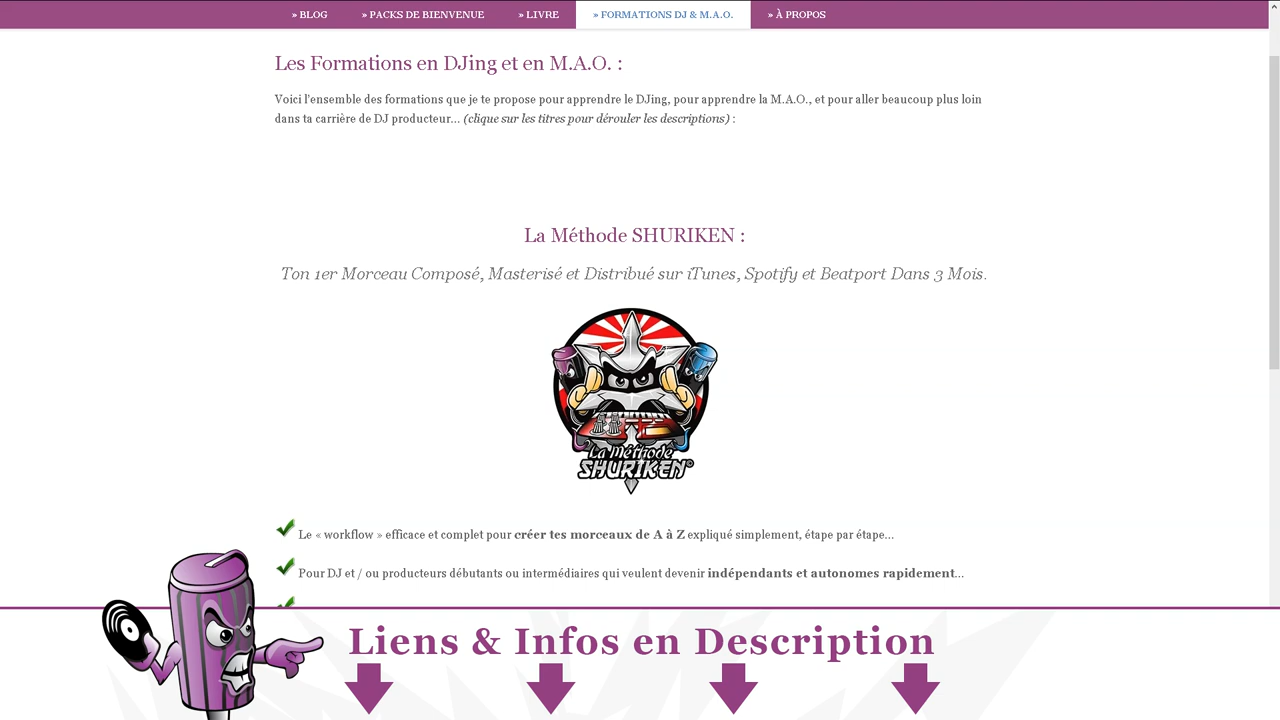 » BLOG » PACKS DE BIENVENUE » LIVRE » FORMATIONS DJ & M.A.O. » À PROPOS
Les Formations en DJing et en M.A.O. :
Voici l'ensemble des formations que je te propose pour apprendre le DJing, pour apprendre la M.A.O., et pour aller beaucoup plus loin
dans ta carrière de DJ producteur... (clique sur les titres pour dérouler les descriptions) :
La Méthode SHURIKEN :
Ton 1er Morceau Composé, Masterisé et Distribué sur iTunes, Spotify et Beatport Dans 3 Mois.
La Méthode
SHURIKEN©
Le « workflow » efficace et complet pour créer tes morceaux de A à Z expliqué simplement, étape par étape...
Pour DJ et / ou producteurs débutants ou intermédiaires qui veulent devenir indépendants et autonomes rapidement...
Liens & Infos en Description